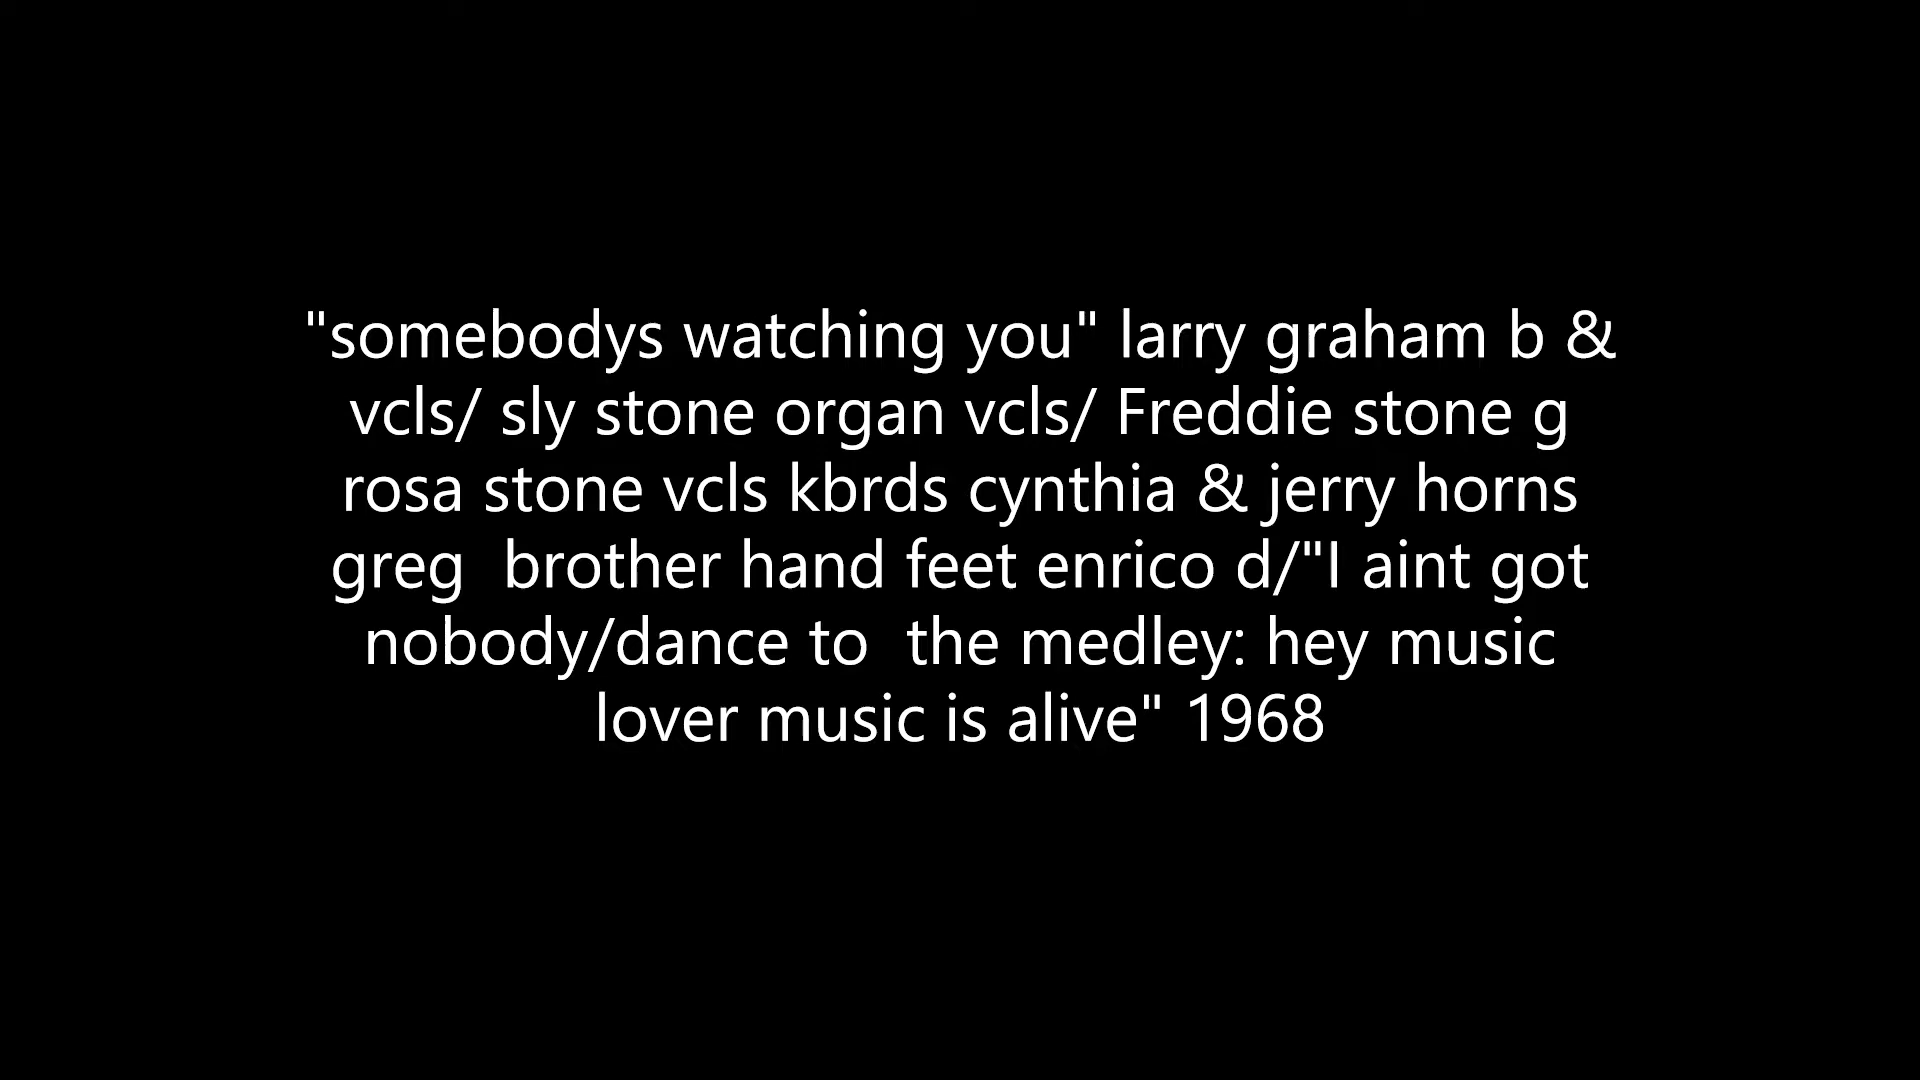 "somebodys watching you" larry graham b &
vcls/ sly stone organ vcls/ Freddie stone g
rosa stone vcls kbrds cynthia & jerry horns
greg  brother hand feet enrico d/"I aint got
nobody/dance to  the medley: hey music
lover music is alive" 1968